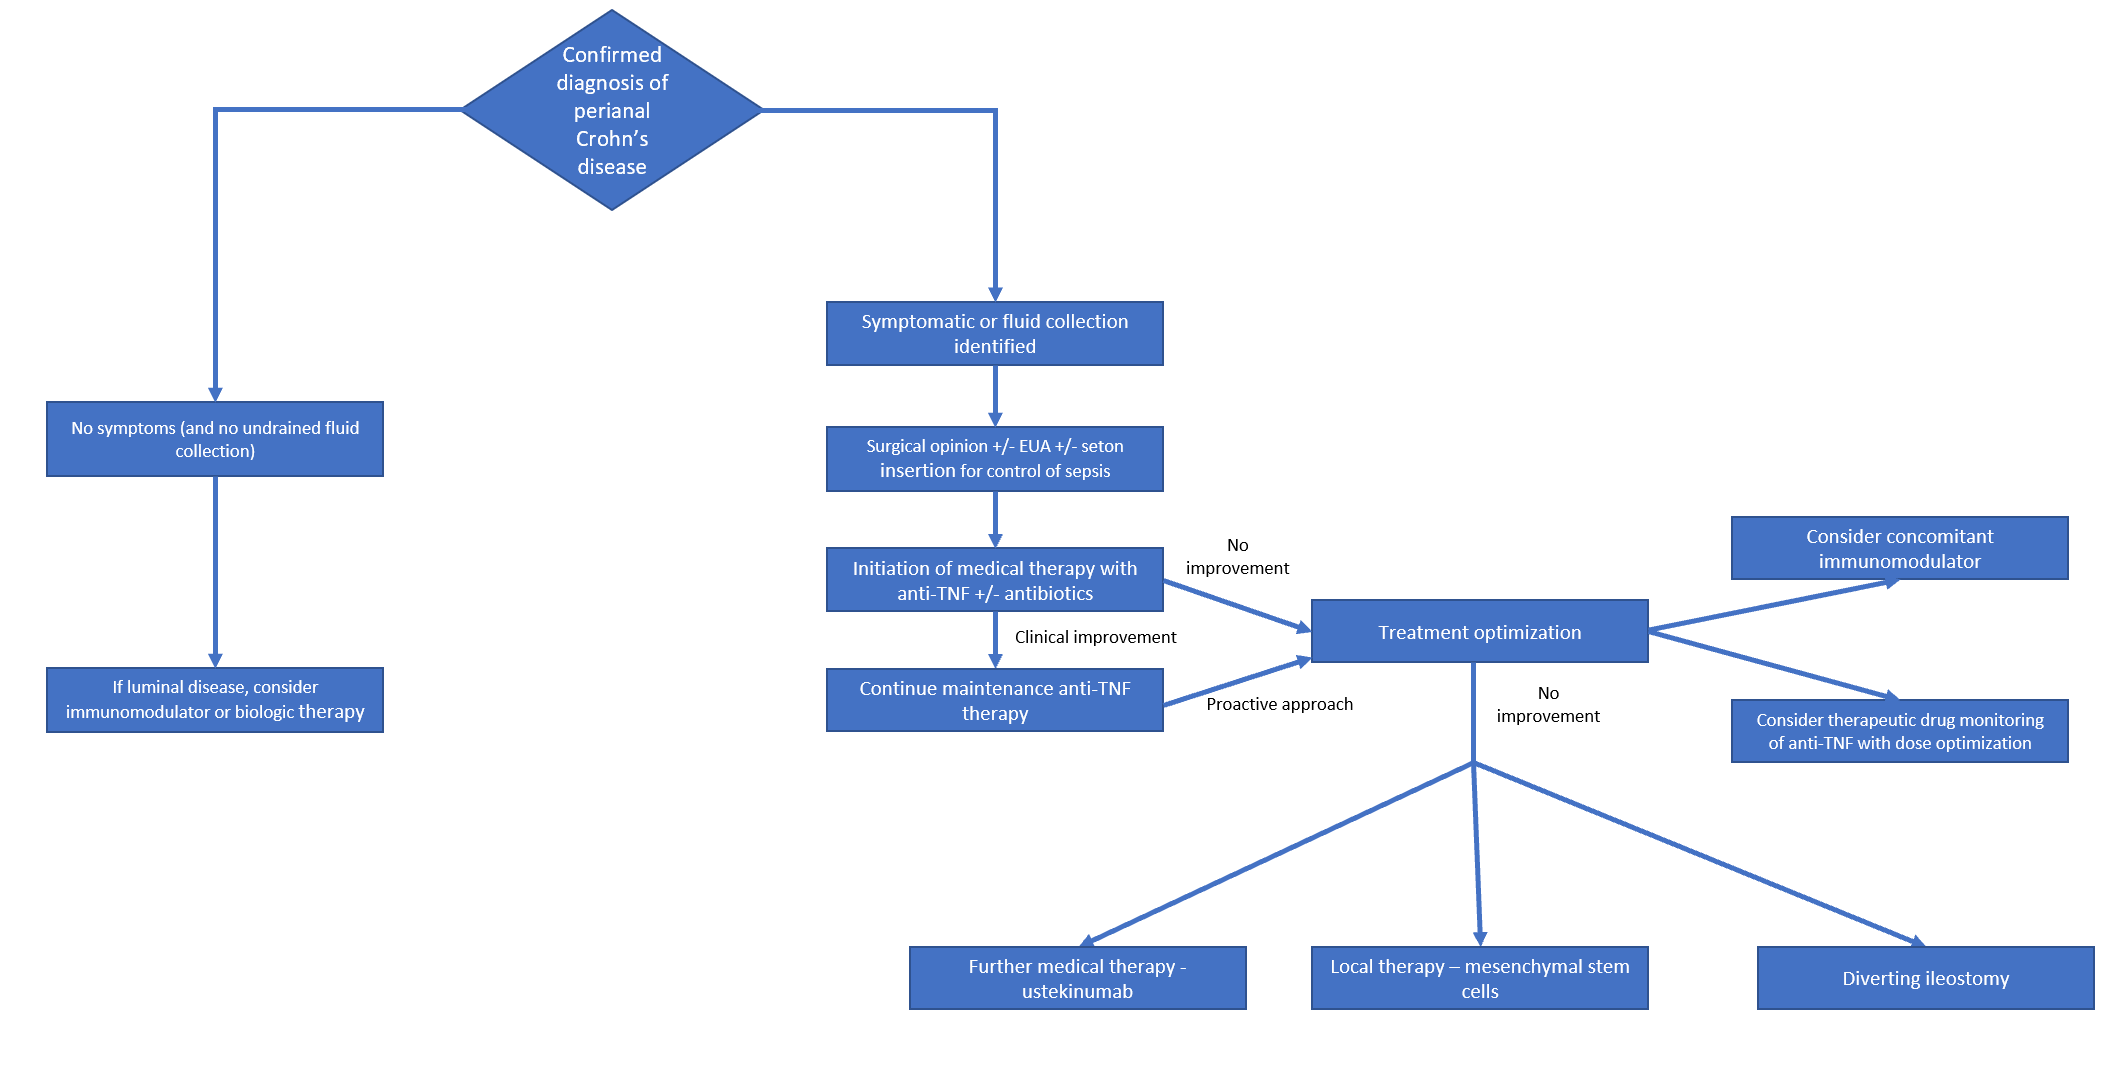 Confirmed
diagnosis of
perianal
Crohn’s
disease
Symptomatic or fluid collection
identified
No symptoms (and no undrained fluid
collection)
Surgical opinion +/- EUA +/- seton
insertion for control of sepsis
Initiation of medical therapy with
anti-TNF +/- antibiotics
No
improvement
Consider concomitant
immunomodulator
Treatment optimization
Clinical improvement
If luminal disease, consider
immunomodulator or biologic therapy
Continue maintenance anti-TNF
therapy
Proactive approach
No
improvement
Consider therapeutic drug monitoring
of anti-TNF with dose optimization
Further medical therapy -
ustekinumab
Local therapy – mesenchymal stem
cells
Diverting ileostomy